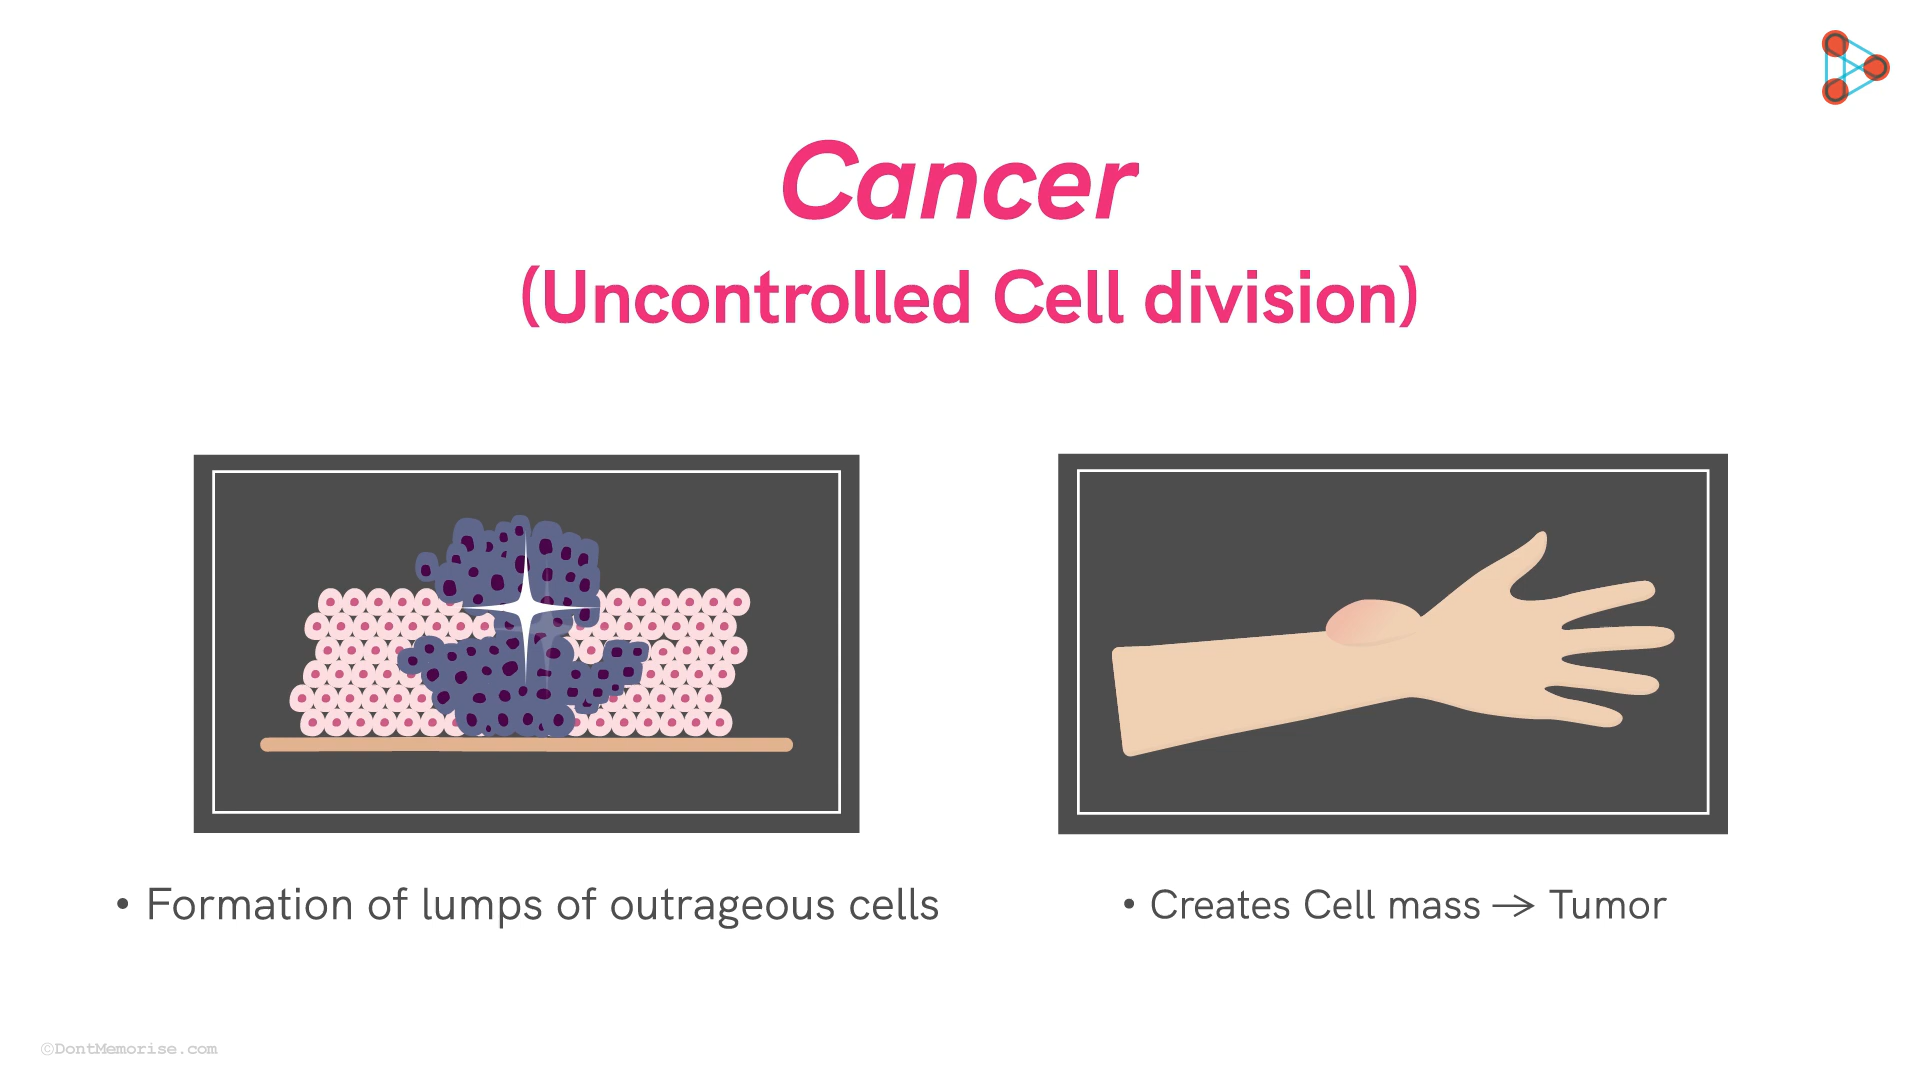 Cancer
(Uncontrolled Cell division)
• Formation of lumps of outrageous cells
• Creates Cell mass → Tumor
©DontMemorise.com